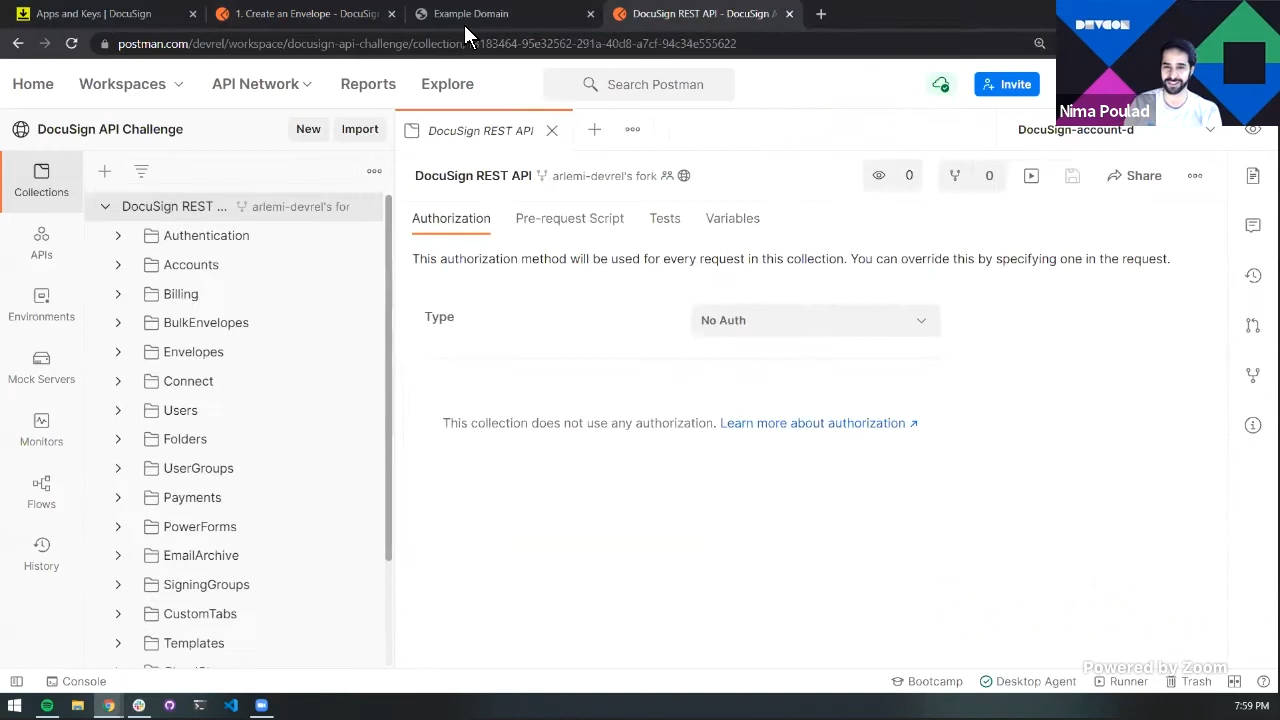 Apps and Keys | DocuSign
1. Create an Envelope - DocuSig
Example Domain
DocuSign REST API - DocuSign A
postman.com/devrel/workspace/docusign-api-challenge/collection/
183464-95e32562-291a-40d8-a7cf-94c34e555622
DEVCON
Home
Workspaces
API Network
Reports
Explore
Search Postman
Invite
Nima Poulad
DocuSign API Challenge
New
Import
DocuSign REST API
DocuSign-account-d
Collections
DocuSign REST API
arlemi-devrel's fork
0
0
Share
DocuSign REST ...
arlemi-devrel's for
Authorization
Pre-request Script
Tests
Variables
This authorization method will be used for every request in this collection. You can override this by specifying one in the request.
Type
No Auth
This collection does not use any authorization. Learn more about authorization ↗
APIs
Environments
Mock Servers
Monitors
Flows
History
Authentication
Accounts
Billing
BulkEnvelopes
Envelopes
Connect
Users
Folders
UserGroups
Payments
PowerForms
EmailArchive
SigningGroups
CustomTabs
Templates
Powered by Zoom
Console
Bootcamp
Desktop Agent
Runner
Trash
7:59 PM